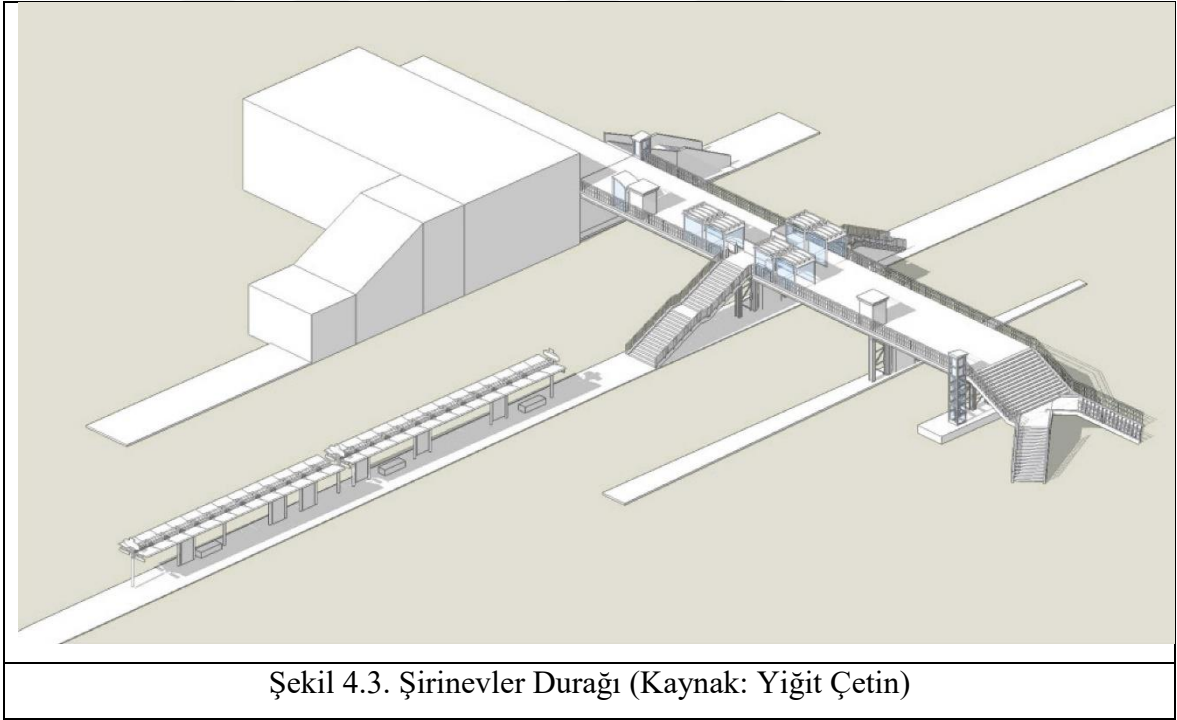 Şekil 4.3. Şirinevler Durağı (Kaynak: Yiğit Çetin)